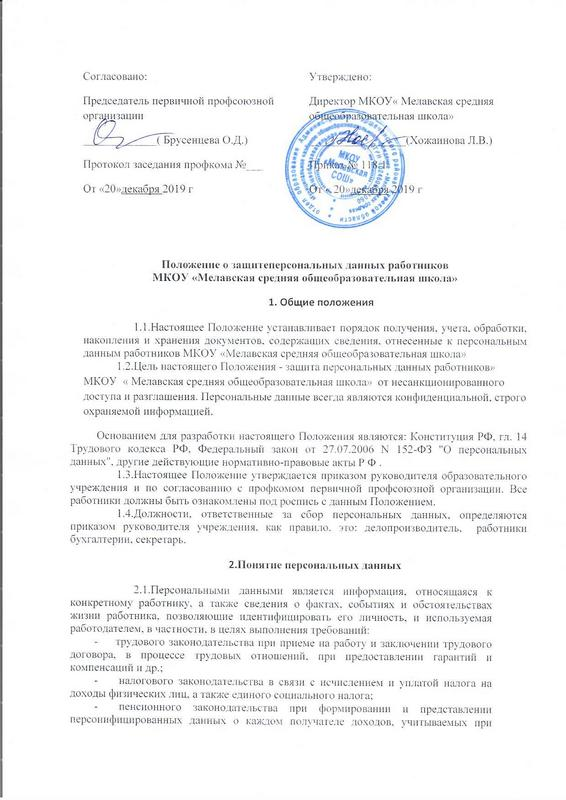 Согласовано:
Утверждено:
Председатель первичной профсоюзной
организации
Директор МКОУ« Мелавская средняя
общеобразовательная школа»
( Брусенцева О.Д.)
(Хожаинова Л.В.)
Протокол заседания профкома №___
Приказ № 118-1
От «20»декабря 2019 г
От « 20»декабря 2019 г
МКОУ
«Мелавская
СОШ»
Положение о защитеперсональных данных работников
МКОУ «Мелавская средняя общеобразовательная школа»
1. Общие положения
1.1.Настоящее Положение устанавливает порядок получения, учета, обработки,
накопления и хранения документов, содержащих сведения, отнесенные к персональным
данным работников МКОУ «Мелавская средняя общеобразовательная школа»
1.2.Цель настоящего Положения - защита персональных данных работников»
МКОУ « Мелавская средняя общеобразовательная школа» от несанкционированного
доступа и разглашения. Персональные данные всегда являются конфиденциальной, строго
охраняемой информацией.
Основанием для разработки настоящего Положения являются: Конституция РФ, гл. 14
Трудового кодекса РФ, Федеральный закон от 27.07.2006 N 152-ФЗ "О персональных
данных", другие действующие нормативно-правовые акты Р Ф .
1.3.Настоящее Положение утверждается приказом руководителя образовательного
учреждения и по согласованию с профкомом первичной профсоюзной организации. Все
работники должны быть ознакомлены под роспись с данным Положением.
1.4.Должности, ответственные за сбор персональных данных, определяются
приказом руководителя учреждения, как правило. это: делопроизводитель, работники
бухгалтерии, секретарь.
2.Понятие персональных данных
2.1.Персональными данными является информация, относящаяся к
конкретному работнику, а также сведения о фактах, событиях и обстоятельствах
жизни работника, позволяющие идентифицировать его личность, и используемая
работодателем, в частности, в целях выполнения требований:
- трудового законодательства при приеме на работу и заключении трудового
договора, в процессе трудовых отношений, при предоставлении гарантий и
компенсаций и др.;
- налогового законодательства в связи с исчислением и уплатой налога на
доходы физических лиц, а также единого социального налога;
- пенсионного законодательства при формировании и представлении
персонифицированных данных о каждом получателе доходов, учитываемых при